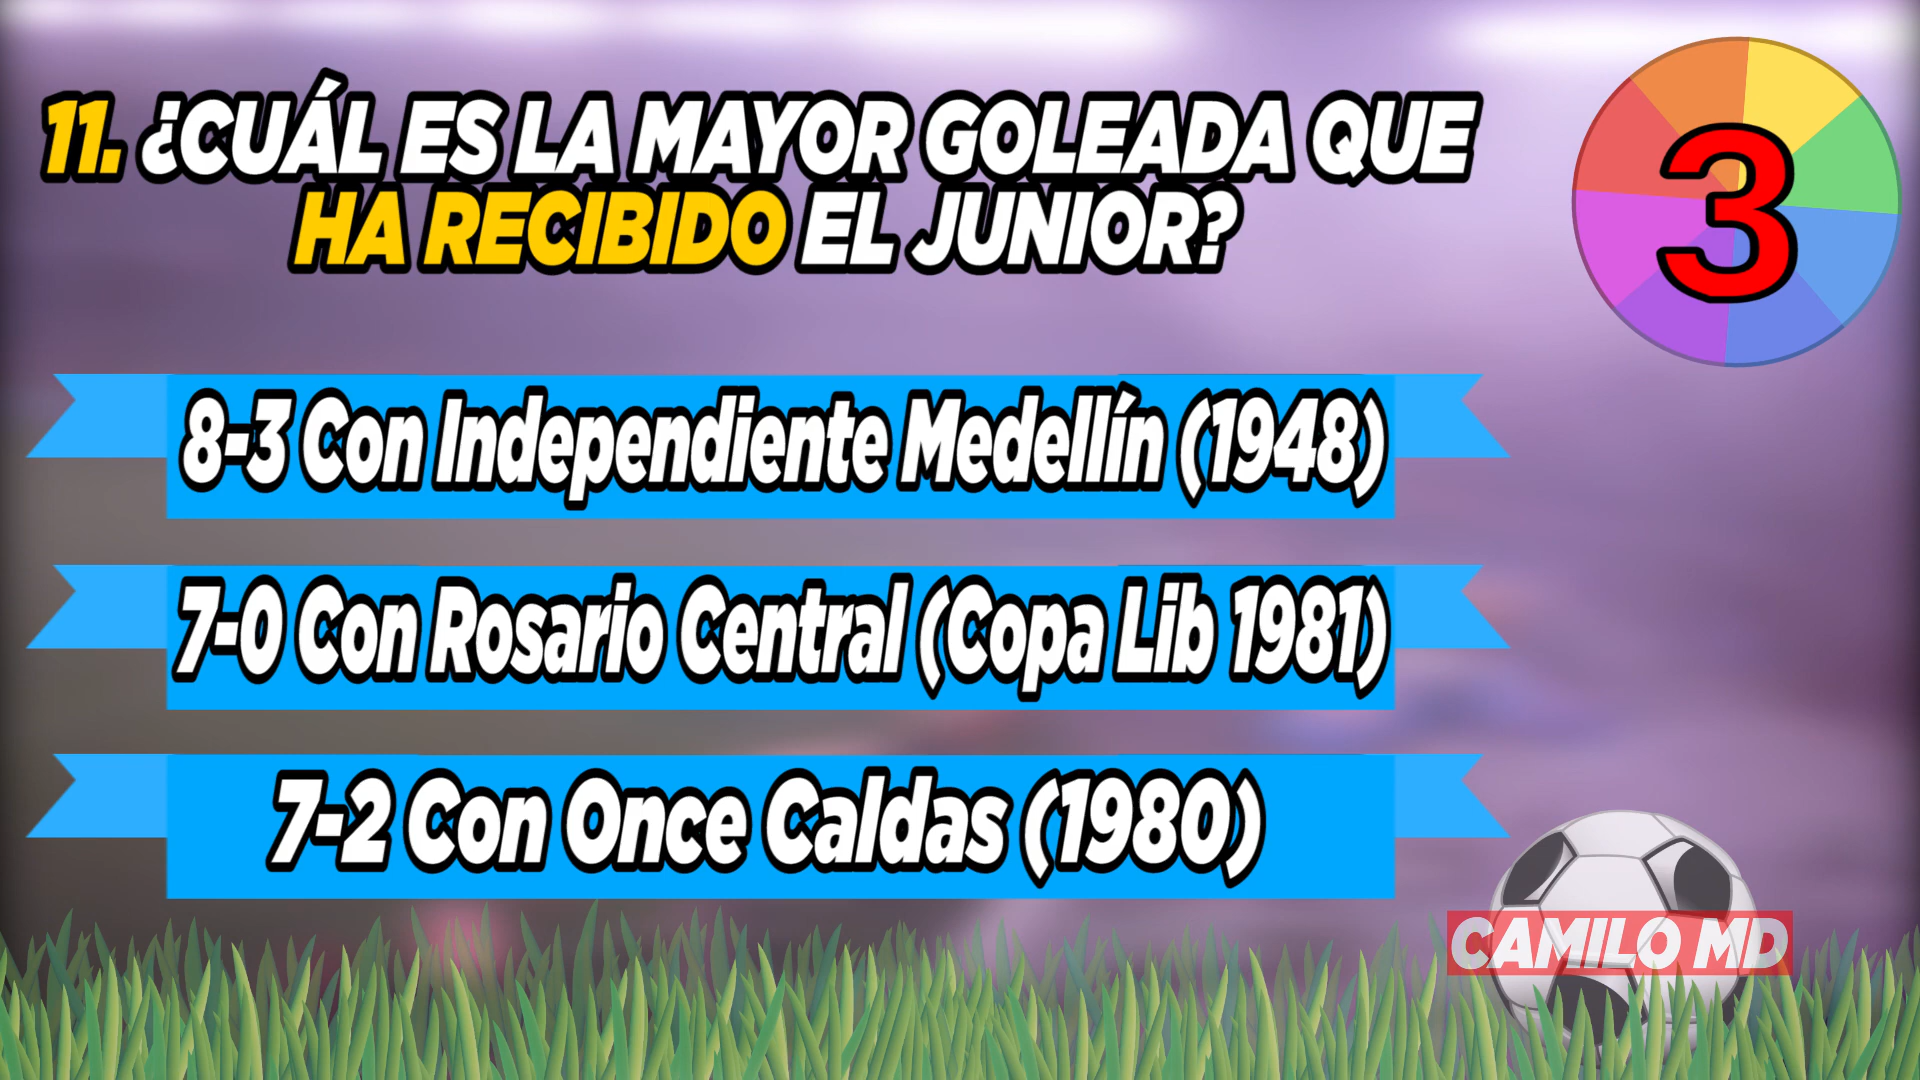 11. ¿CUÁL ES LA MAYOR GOLEADA QUE
HA RECIBIDO EL JUNIOR?
3
8-3 Con Independiente Medellín (1948)
7-0 Con Rosario Central (Copa Lib 1981)
7-2 Con Once Caldas (1980)
CAMILO MD